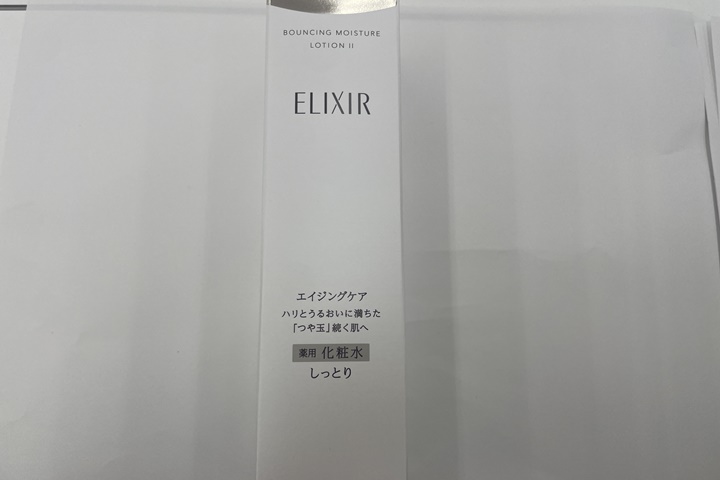 BOUNCING MOISTURE
LOTION II
ELIXIR
エイジングケア
ハリとうるおいに満ちた
「つや玉」続く肌へ
薬用 化粧水
しっとり